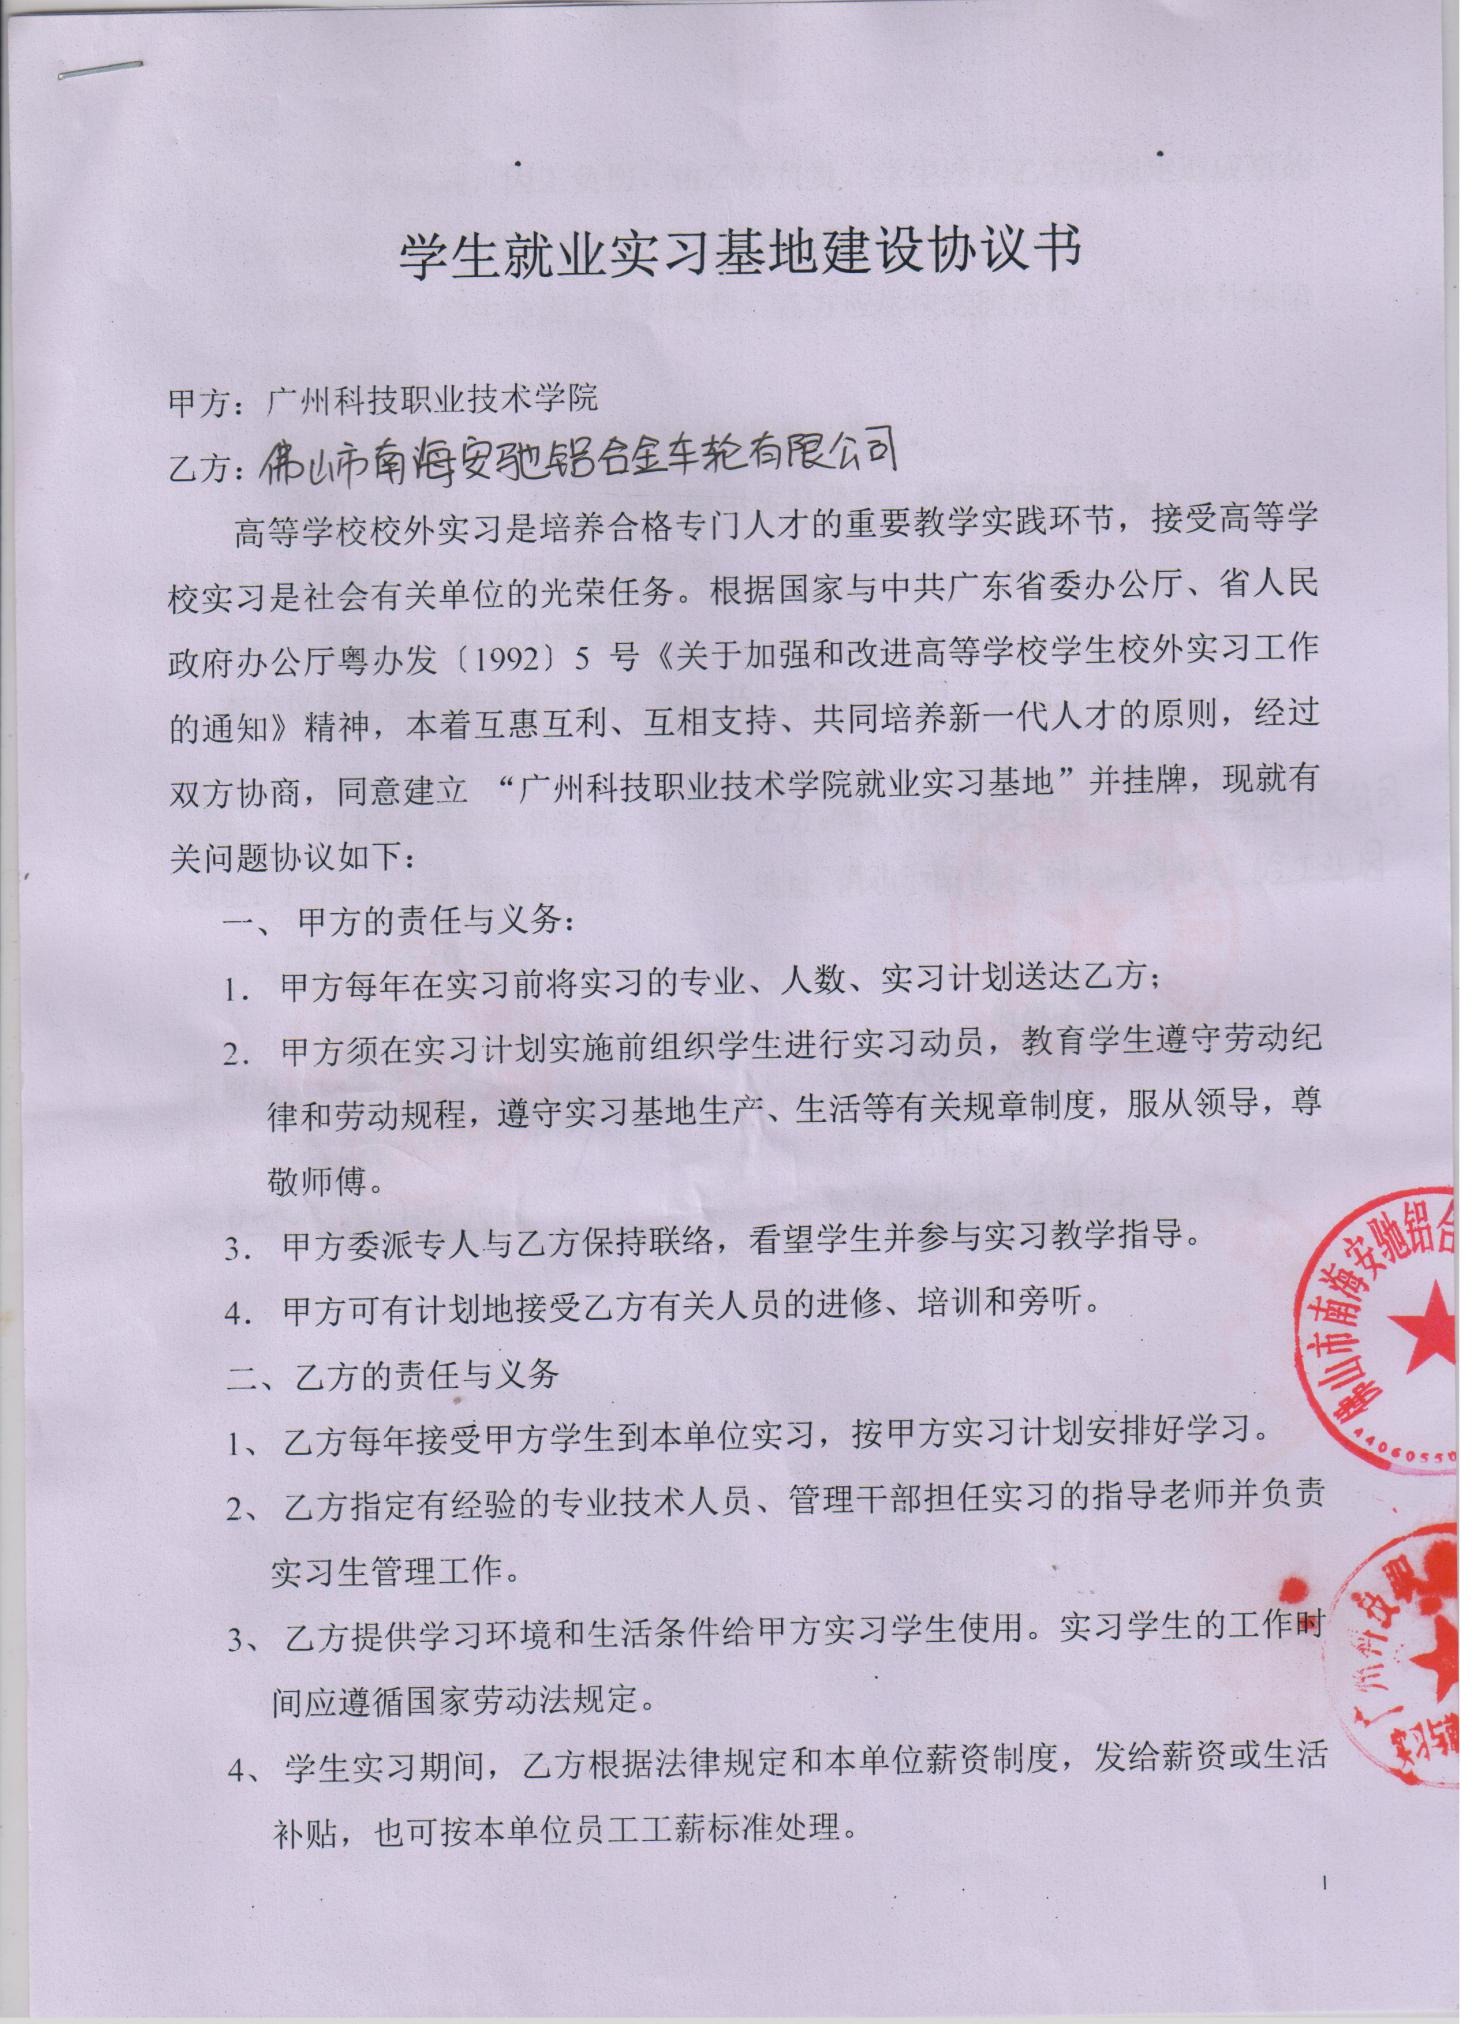 学生就业实习基地建设协议书
甲方：广州科技职业技术学院
乙方：佛山市南海安驰铝合金车轮有限公司
高等学校校外实习是培养合格专门人才的重要教学实践环节，接受高等学
校实习是社会有关单位的光荣任务。根据国家与中共广东省委办公厅、省人民
政府办公厅粤办发〔1992〕5 号《关于加强和改进高等学校学生校外实习工作
的通知》精神，本着互惠互利、互相支持、共同培养新一代人才的原则，经过
双方协商，同意建立 “广州科技职业技术学院就业实习基地”并挂牌，现就有
关问题协议如下：
一、 甲方的责任与义务：
1． 甲方每年在实习前将实习的专业、人数、实习计划送达乙方；
2． 甲方须在实习计划实施前组织学生进行实习动员，教育学生遵守劳动纪
律和劳动规程，遵守实习基地生产、生活等有关规章制度，服从领导，尊
敬师傅。
3． 甲方委派专人与乙方保持联络，看望学生并参与实习教学指导。
4． 甲方可有计划地接受乙方有关人员的进修、培训和旁听。
二、乙方的责任与义务
1、 乙方每年接受甲方学生到本单位实习，按甲方实习计划安排好学习。
2、 乙方指定有经验的专业技术人员、管理干部担任实习的指导老师并负责
实习生管理工作。
3、 乙方提供学习环境和生活条件给甲方实习学生使用。实习学生的工作时
间应遵循国家劳动法规定。
4、 学生实习期间，乙方根据法律规定和本单位薪资制度，发给薪资或生活
补贴，也可按本单位员工工薪标准处理。
佛山市南海安驰铝合
44060550
广州科技职
实习与
1